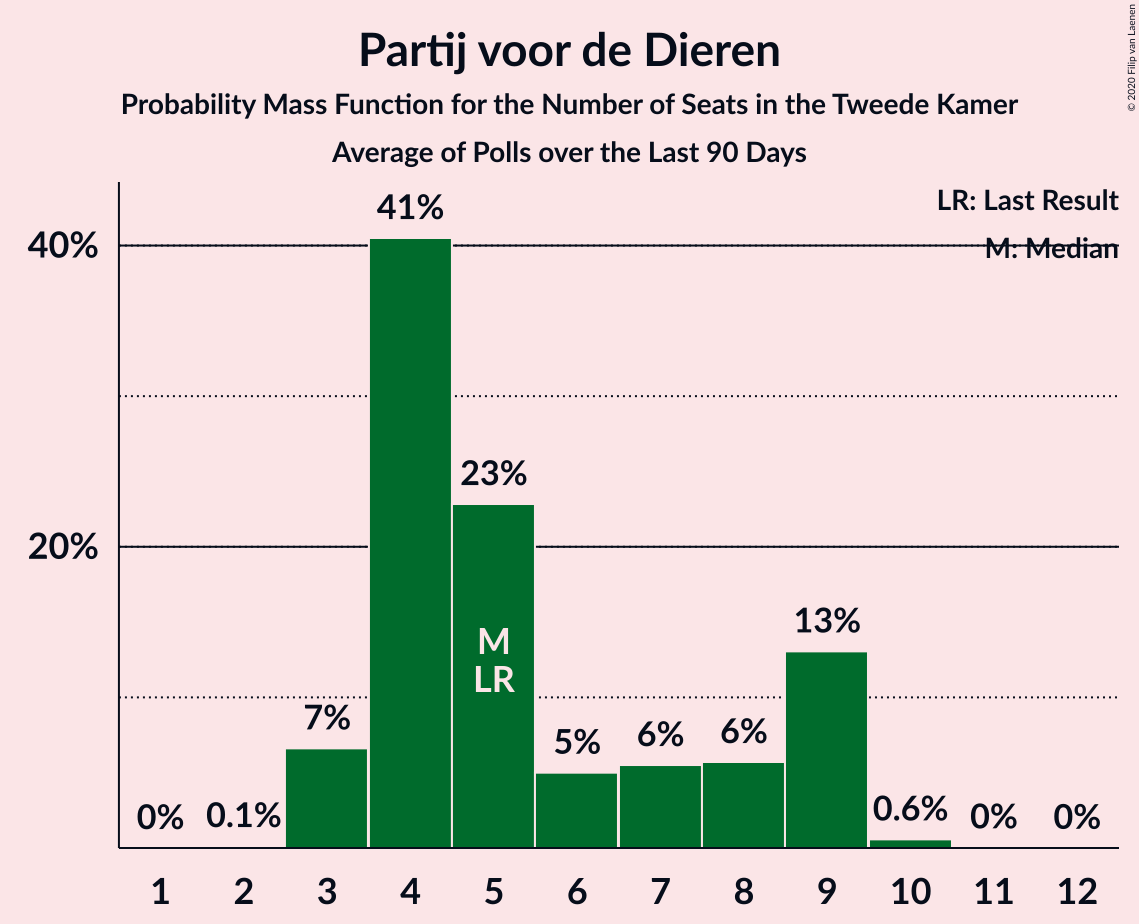 Partij voor de Dieren
Probability Mass Function for the Number of Seats in the Tweede Kamer
Average of Polls over the Last 90 Days
© 2020 Filip van Laenen
LR: Last Result
M: Median
40%
20%
0%
0.1%
7%
41%
23%
5%
6%
6%
13%
0.6%
0%
0%
M
LR
1 2 3 4 5 6 7 8 9 10 11 12